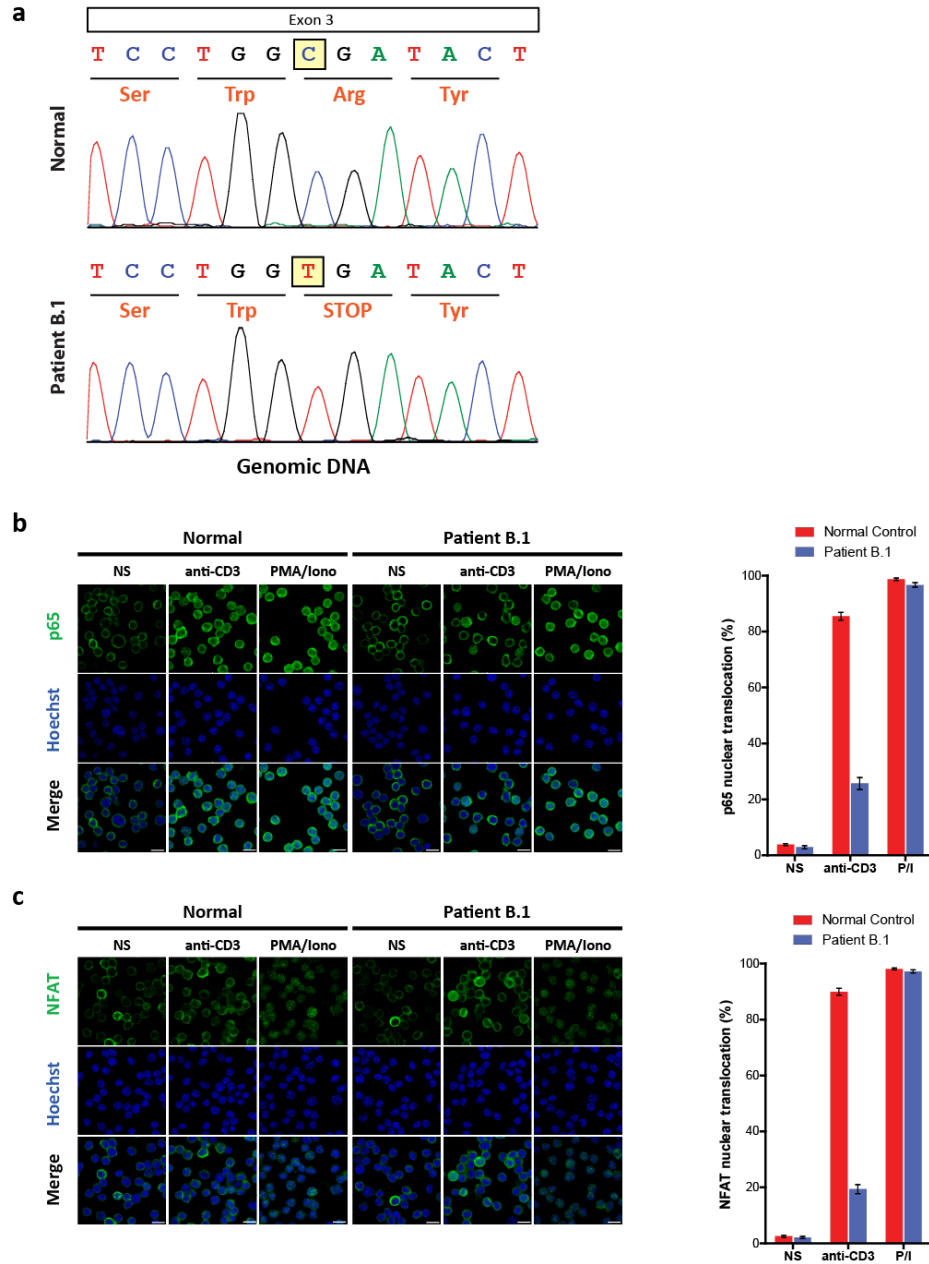 a
Exon 3
T C C T G G C G A T A C T
Ser Trp Arg Tyr
Normal
T C C T G G T G A T A C T
Ser Trp STOP Tyr
Patient B.1
Genomic DNA
b
Normal Patient B.1
NS anti-CD3 PMA/Iono NS anti-CD3 PMA/Iono
p65
Hoechst
Merge
Normal Control
Patient B.1
p65 nuclear translocation (%)
100
80
60
40
20
0
NS anti-CD3 P/I
c
Normal Patient B.1
NS anti-CD3 PMA/Iono NS anti-CD3 PMA/Iono
NFAT
Hoechst
Merge
Normal Control
Patient B.1
NFAT nuclear translocation (%)
100
80
60
40
20
0
NS anti-CD3 P/I